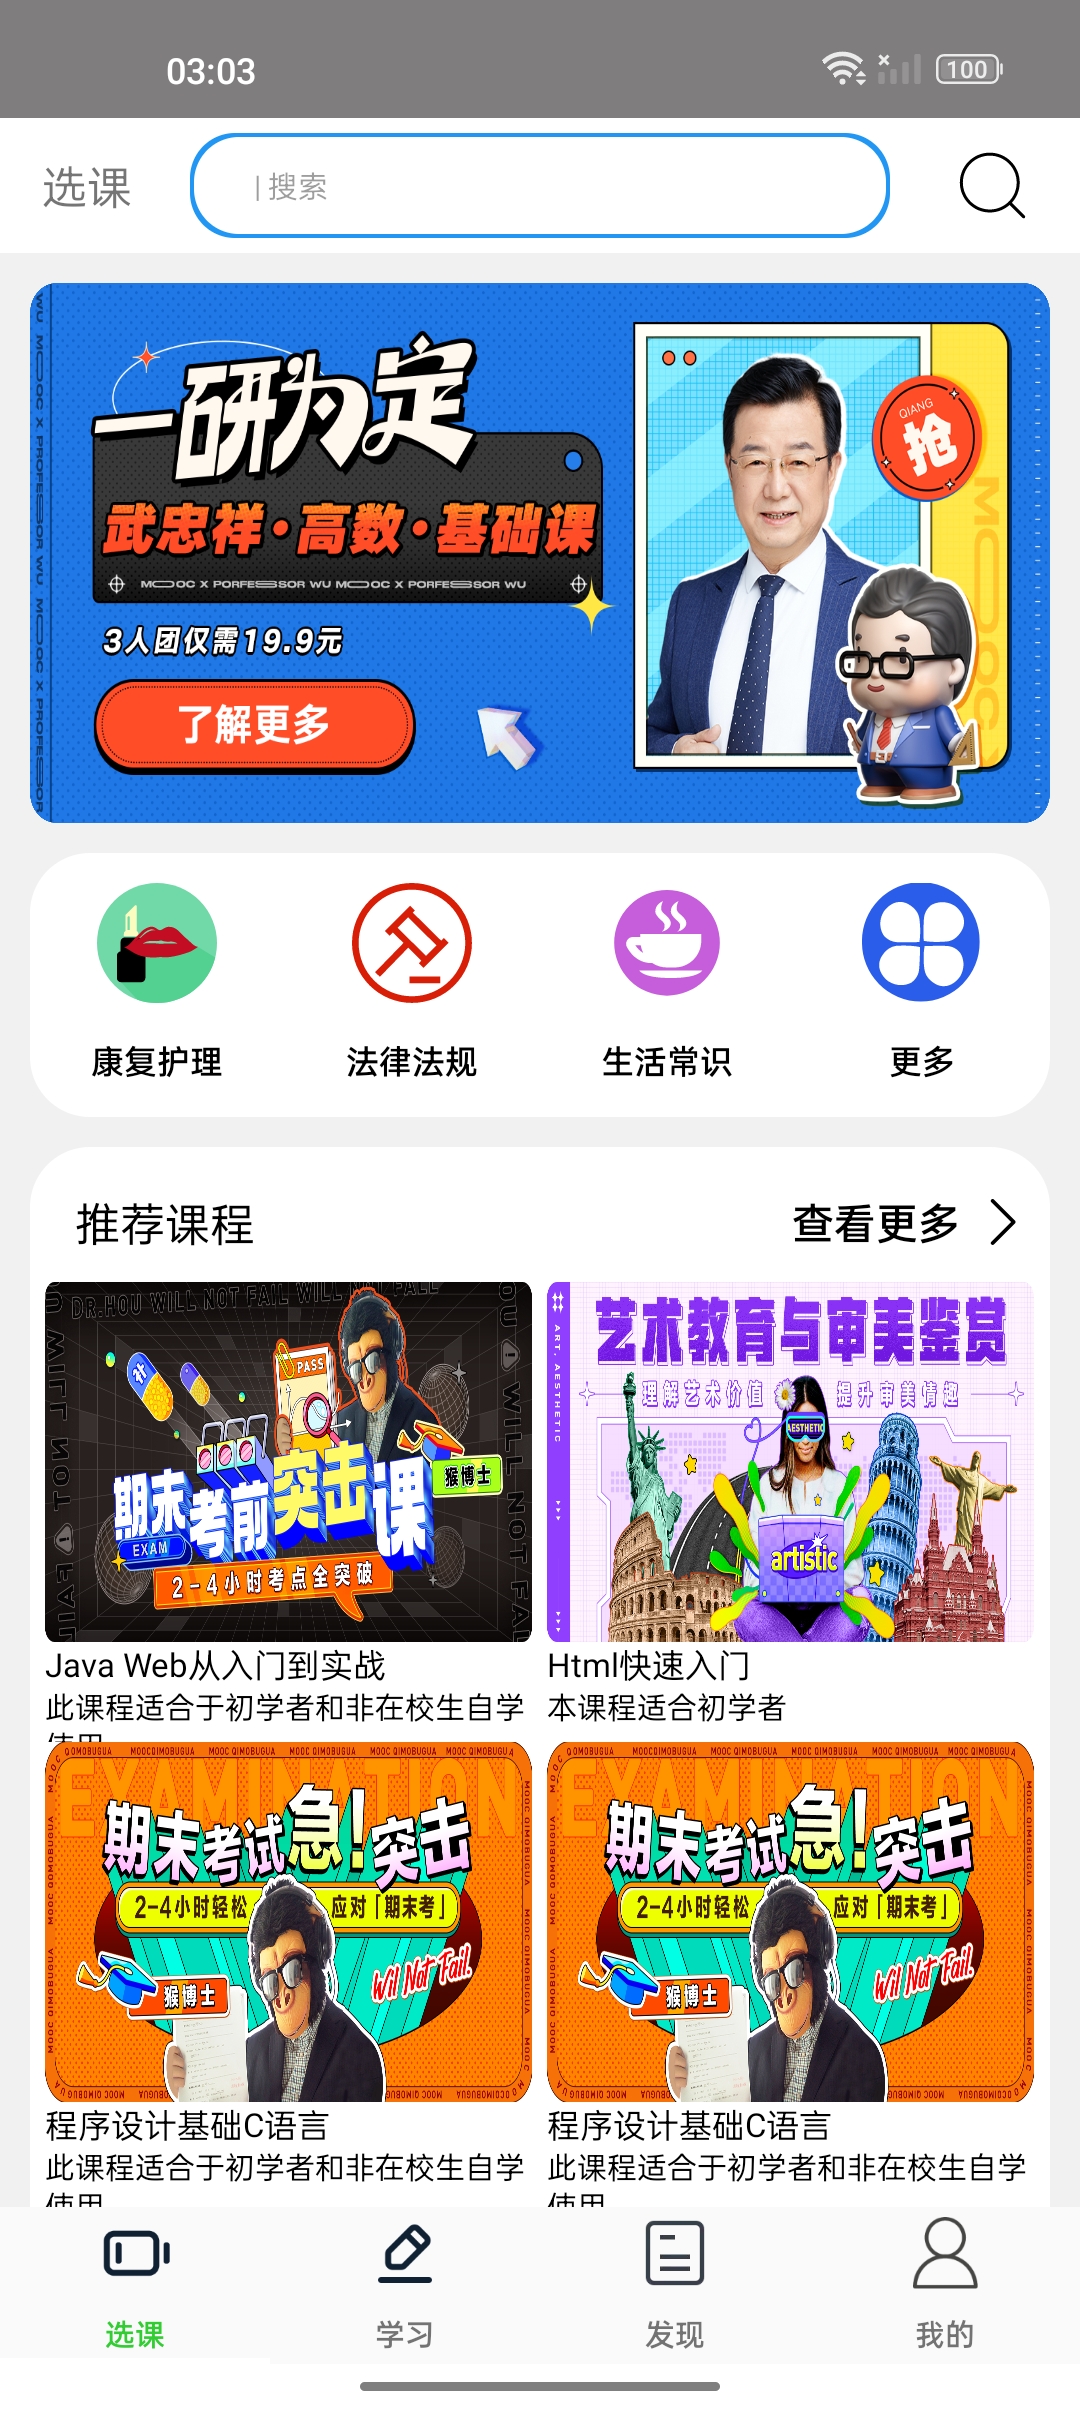 03:03
100
选课
| 搜索
一研为定
武忠祥·高数·基础课
MOOC X PORFESSOR WU MOOC X PORFESSOR WU
3人团仅需19.9元
了解更多
QIANG
抢
MOOC
康复护理
法律法规
生活常识
更多
推荐课程
查看更多
DR.HOU WILL NOT FAIL WILL NOT FALL
PASS
猴博士
期末考前突击课
EXAM
2-4小时考点全突破
艺术教育与审美鉴赏
理解艺术价值
提升审美情趣
ART, AESTHETIC
AESTHETIC
artistic
Java Web从入门到实战
Html快速入门
此课程适合于初学者和非在校生自学
本课程适合初学者
EXAMINATION
期末考试急!突击
2-4小时轻松
应对「期末考」
Wil Not Fail.
猴博士
EXAMINATION
期末考试急!突击
2-4小时轻松
应对「期末考」
Wil Not Fail.
猴博士
程序设计基础C语言
程序设计基础C语言
此课程适合于初学者和非在校生自学
此课程适合于初学者和非在校生自学
选课
学习
发现
我的